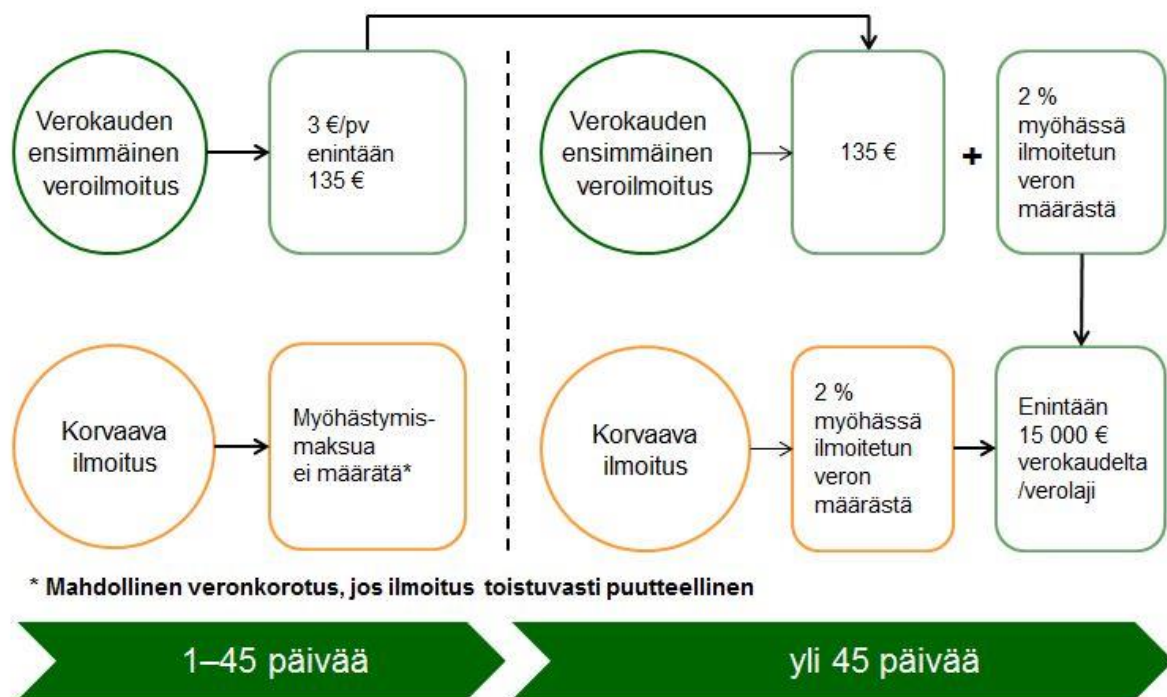 Verokauden
ensimmäinen
veroilmoitus
3 €/pv
enintään
135 €
Verokauden
ensimmäinen
veroilmoitus
135 €
+
2 %
myöhässä
ilmoitetun
veron
määrästä
Korvaava
ilmoitus
Myöhästymis-
maksua
ei määrätä*
Korvaava
ilmoitus
2 %
myöhässä
ilmoitetun
veron
määrästä
Enintään
15 000 €
verokaudelta
/verolaji
* Mahdollinen veronkorotus, jos ilmoitus toistuvasti puutteellinen
1–45 päivää
yli 45 päivää